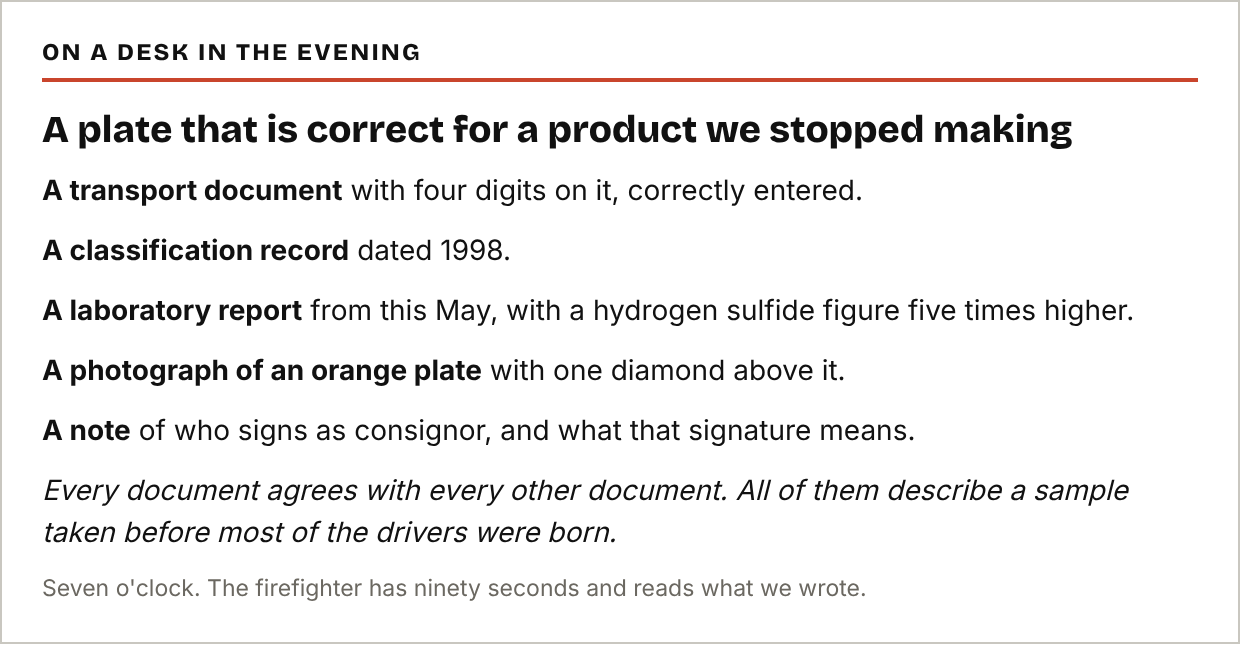 ON A DESK IN THE EVENING
A plate that is correct for a product we stopped making
A transport document with four digits on it, correctly entered.
A classification record dated 1998.
A laboratory report from this May, with a hydrogen sulfide figure five times higher.
A photograph of an orange plate with one diamond above it.
A note of who signs as consignor, and what that signature means.
Every document agrees with every other document. All of them describe a sample
taken before most of the drivers were born.
Seven o'clock. The firefighter has ninety seconds and reads what we wrote.